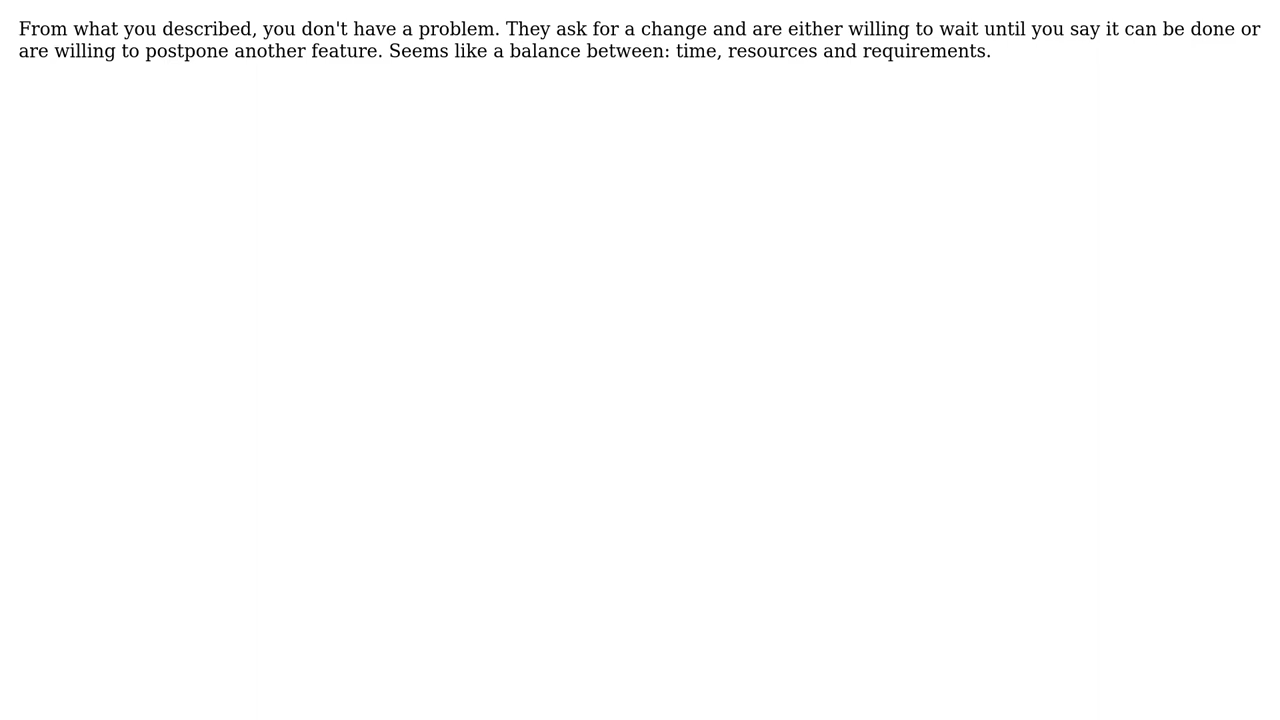 From what you described, you don't have a problem. They ask for a change and are either willing to wait until you say it can be done or
are willing to postpone another feature. Seems like a balance between: time, resources and requirements.